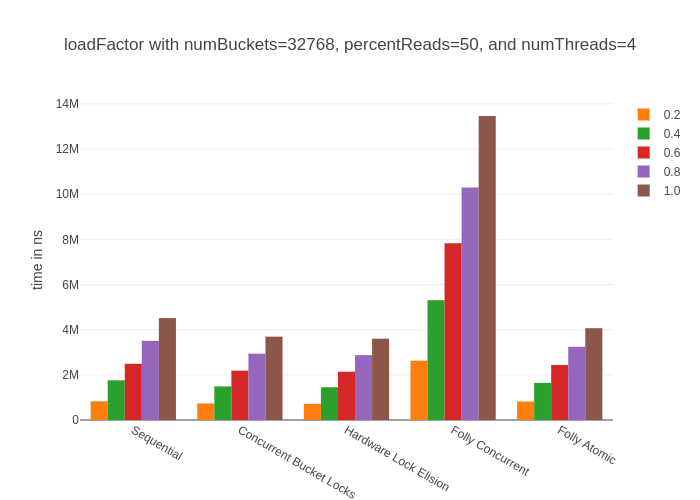 loadFactor with numBuckets=32768, percentReads=50, and numThreads=4
14M
12M
10M
8M
6M
4M
2M
0
time in ns
Sequential
Concurrent Bucket Locks
Hardware Lock Elision
Folly Concurrent
Folly Atomic
0.2
0.4
0.6
0.8
1.0